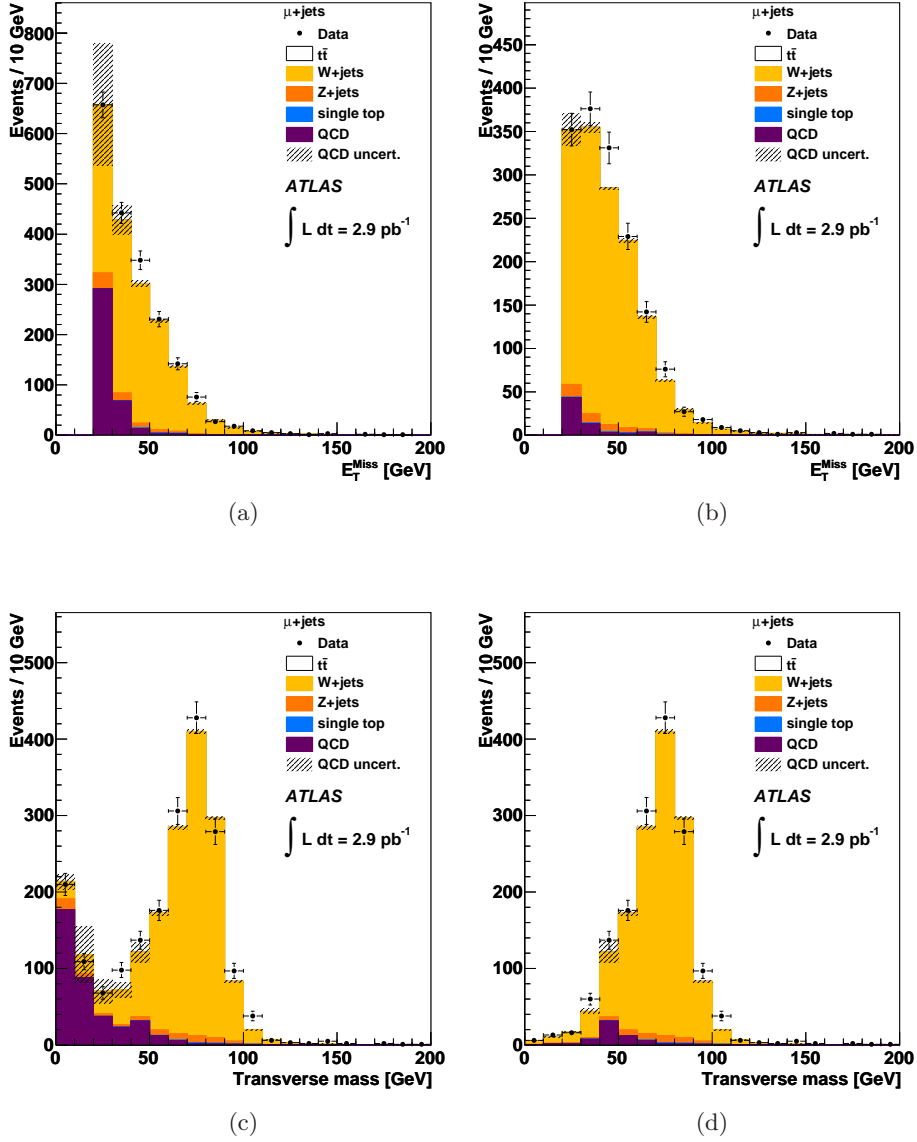 Events / 10 GeV
800
700
600
500
400
300
200
100
0
0 50 100 150 200
E_T^Miss [GeV]
μ+jets
Data
tt̄
W+jets
Z+jets
single top
QCD
QCD uncert.
ATLAS
∫ L dt = 2.9 pb⁻¹
(a)
Events / 10 GeV
450
400
350
300
250
200
150
100
50
0
0 50 100 150 200
E_T^Miss [GeV]
μ+jets
Data
tt̄
W+jets
Z+jets
single top
QCD
QCD uncert.
ATLAS
∫ L dt = 2.9 pb⁻¹
(b)
Events / 10 GeV
500
400
300
200
100
0
0 50 100 150 200
Transverse mass [GeV]
μ+jets
Data
tt̄
W+jets
Z+jets
single top
QCD
QCD uncert.
ATLAS
∫ L dt = 2.9 pb⁻¹
(c)
Events / 10 GeV
500
400
300
200
100
0
0 50 100 150 200
Transverse mass [GeV]
μ+jets
Data
tt̄
W+jets
Z+jets
single top
QCD
QCD uncert.
ATLAS
∫ L dt = 2.9 pb⁻¹
(d)